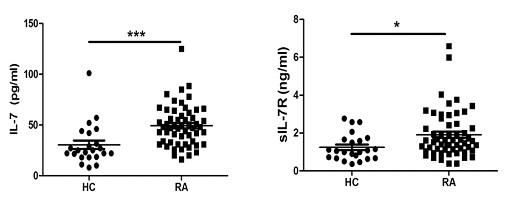 IL-7 (pg/ml)
150
100
50
0
***
HC
RA
sIL-7R (ng/ml)
8
6
4
2
0
*
HC
RA